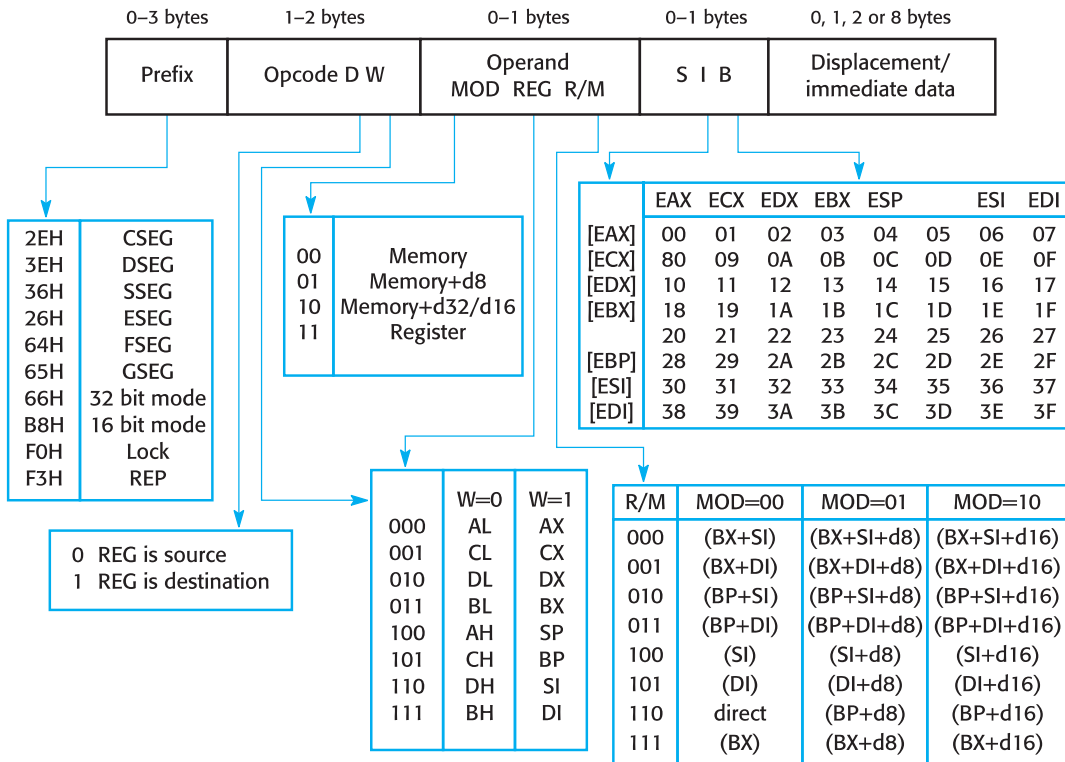 0–3 bytes 1–2 bytes 0–1 bytes 0–1 bytes 0, 1, 2 or 8 bytes
Prefix
Opcode D W
Operand
MOD REG R/M
S I B
Displacement/
immediate data
2EH CSEG
3EH DSEG
36H SSEG
26H ESEG
64H FSEG
65H GSEG
66H 32 bit mode
B8H 16 bit mode
F0H Lock
F3H REP
00 Memory
01 Memory+d8
10 Memory+d32/d16
11 Register
EAX ECX EDX EBX ESP ESI EDI
[EAX] 00 01 02 03 04 05 06 07
[ECX] 80 09 0A 0B 0C 0D 0E 0F
[EDX] 10 11 12 13 14 15 16 17
[EBX] 18 19 1A 1B 1C 1D 1E 1F
20 21 22 23 24 25 26 27
[EBP] 28 29 2A 2B 2C 2D 2E 2F
[ESI] 30 31 32 33 34 35 36 37
[EDI] 38 39 3A 3B 3C 3D 3E 3F
0 REG is source
1 REG is destination
W=0 W=1
000 AL AX
001 CL CX
010 DL DX
011 BL BX
100 AH SP
101 CH BP
110 DH SI
111 BH DI
R/M MOD=00 MOD=01 MOD=10
000 (BX+SI) (BX+SI+d8) (BX+SI+d16)
001 (BX+DI) (BX+DI+d8) (BX+DI+d16)
010 (BP+SI) (BP+SI+d8) (BP+SI+d16)
011 (BP+DI) (BP+DI+d8) (BP+DI+d16)
100 (SI) (SI+d8) (SI+d16)
101 (DI) (DI+d8) (DI+d16)
110 direct (BP+d8) (BP+d16)
111 (BX) (BX+d8) (BX+d16)